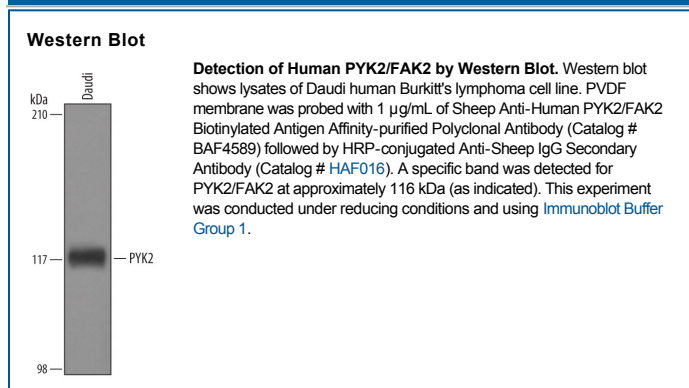 Western Blot
Detection of Human PYK2/FAK2 by Western Blot. Western blot
shows lysates of Daudi human Burkitt's lymphoma cell line. PVDF
membrane was probed with 1 µg/mL of Sheep Anti-Human PYK2/FAK2
Biotinylated Antigen Affinity-purified Polyclonal Antibody (Catalog #
BAF4589) followed by HRP-conjugated Anti-Sheep IgG Secondary
Antibody (Catalog # HAF016). A specific band was detected for
PYK2/FAK2 at approximately 116 kDa (as indicated). This experiment
was conducted under reducing conditions and using Immunoblot Buffer
Group 1.
Daudi
kDa
210
117
PYK2
98